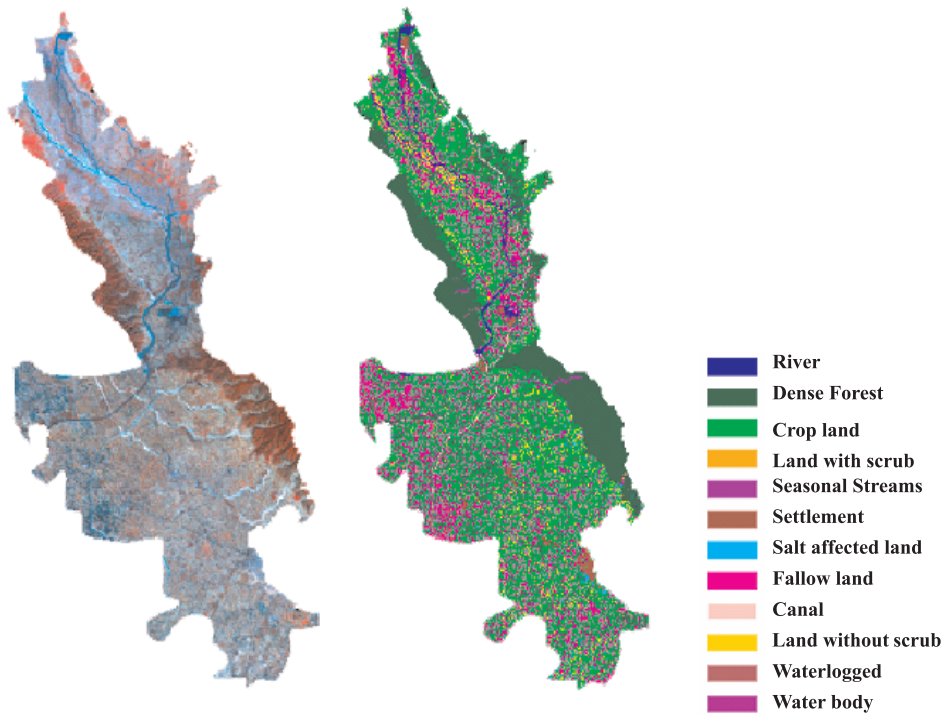 River
Dense Forest
Crop land
Land with scrub
Seasonal Streams
Settlement
Salt affected land
Fallow land
Canal
Land without scrub
Waterlogged
Water body